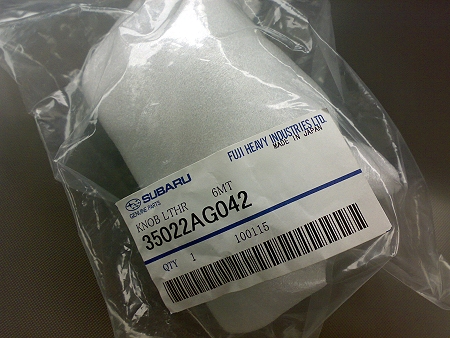 SUBARU
GENUINE PARTS
FUJI HEAVY INDUSTRIES LTD.
MADE IN JAPAN
KNOB LTHR 6MT
35022AG042
QTY 1 100115